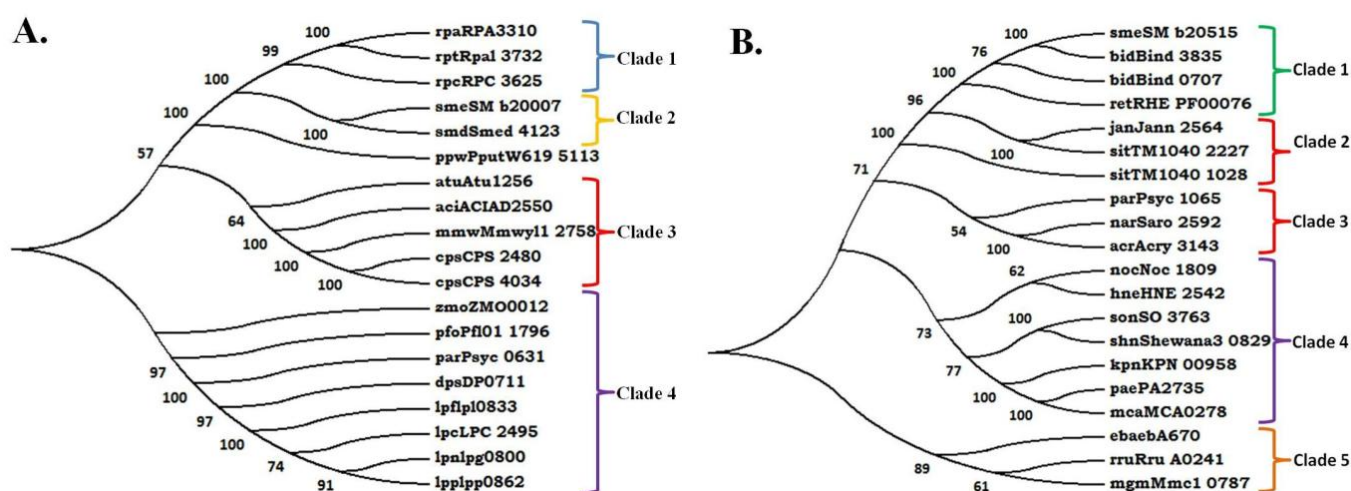 A.
100
rpaRPA3310
99
rptRpal 3732
Clade 1
100
rpcRPC 3625
100
smeSM b20007
Clade 2
100
smdSmed 4123
57
ppwPputW619 5113
atuAtu1256
64
aciACIAD2550
100
mmwMmwyl1 2758
Clade 3
100
cpsCPS 2480
100
cpsCPS 4034
zmoZMO0012
pfoPfl01 1796
97
parPsyc 0631
100
dpsDP0711
Clade 4
97
lpflpl0833
100
lpcLPC 2495
74
lpnlpg0800
91
lpplpp0862
B.
100
smeSM b20515
76
bidBind 3835
Clade 1
100
bidBind 0707
96
retRHE PF00076
100
janJann 2564
Clade 2
100
sitTM1040 2227
71
sitTM1040 1028
parPsyc 1065
54
narSaro 2592
Clade 3
100
acrAcry 3143
62
nocNoc 1809
hneHNE 2542
73
100
sonSO 3763
shnShewana3 0829
Clade 4
77
kpnKPN 00958
100
paePA2735
100
mcaMCA0278
89
ebaebA670
rruRru A0241
Clade 5
61
mgmMmc1 0787